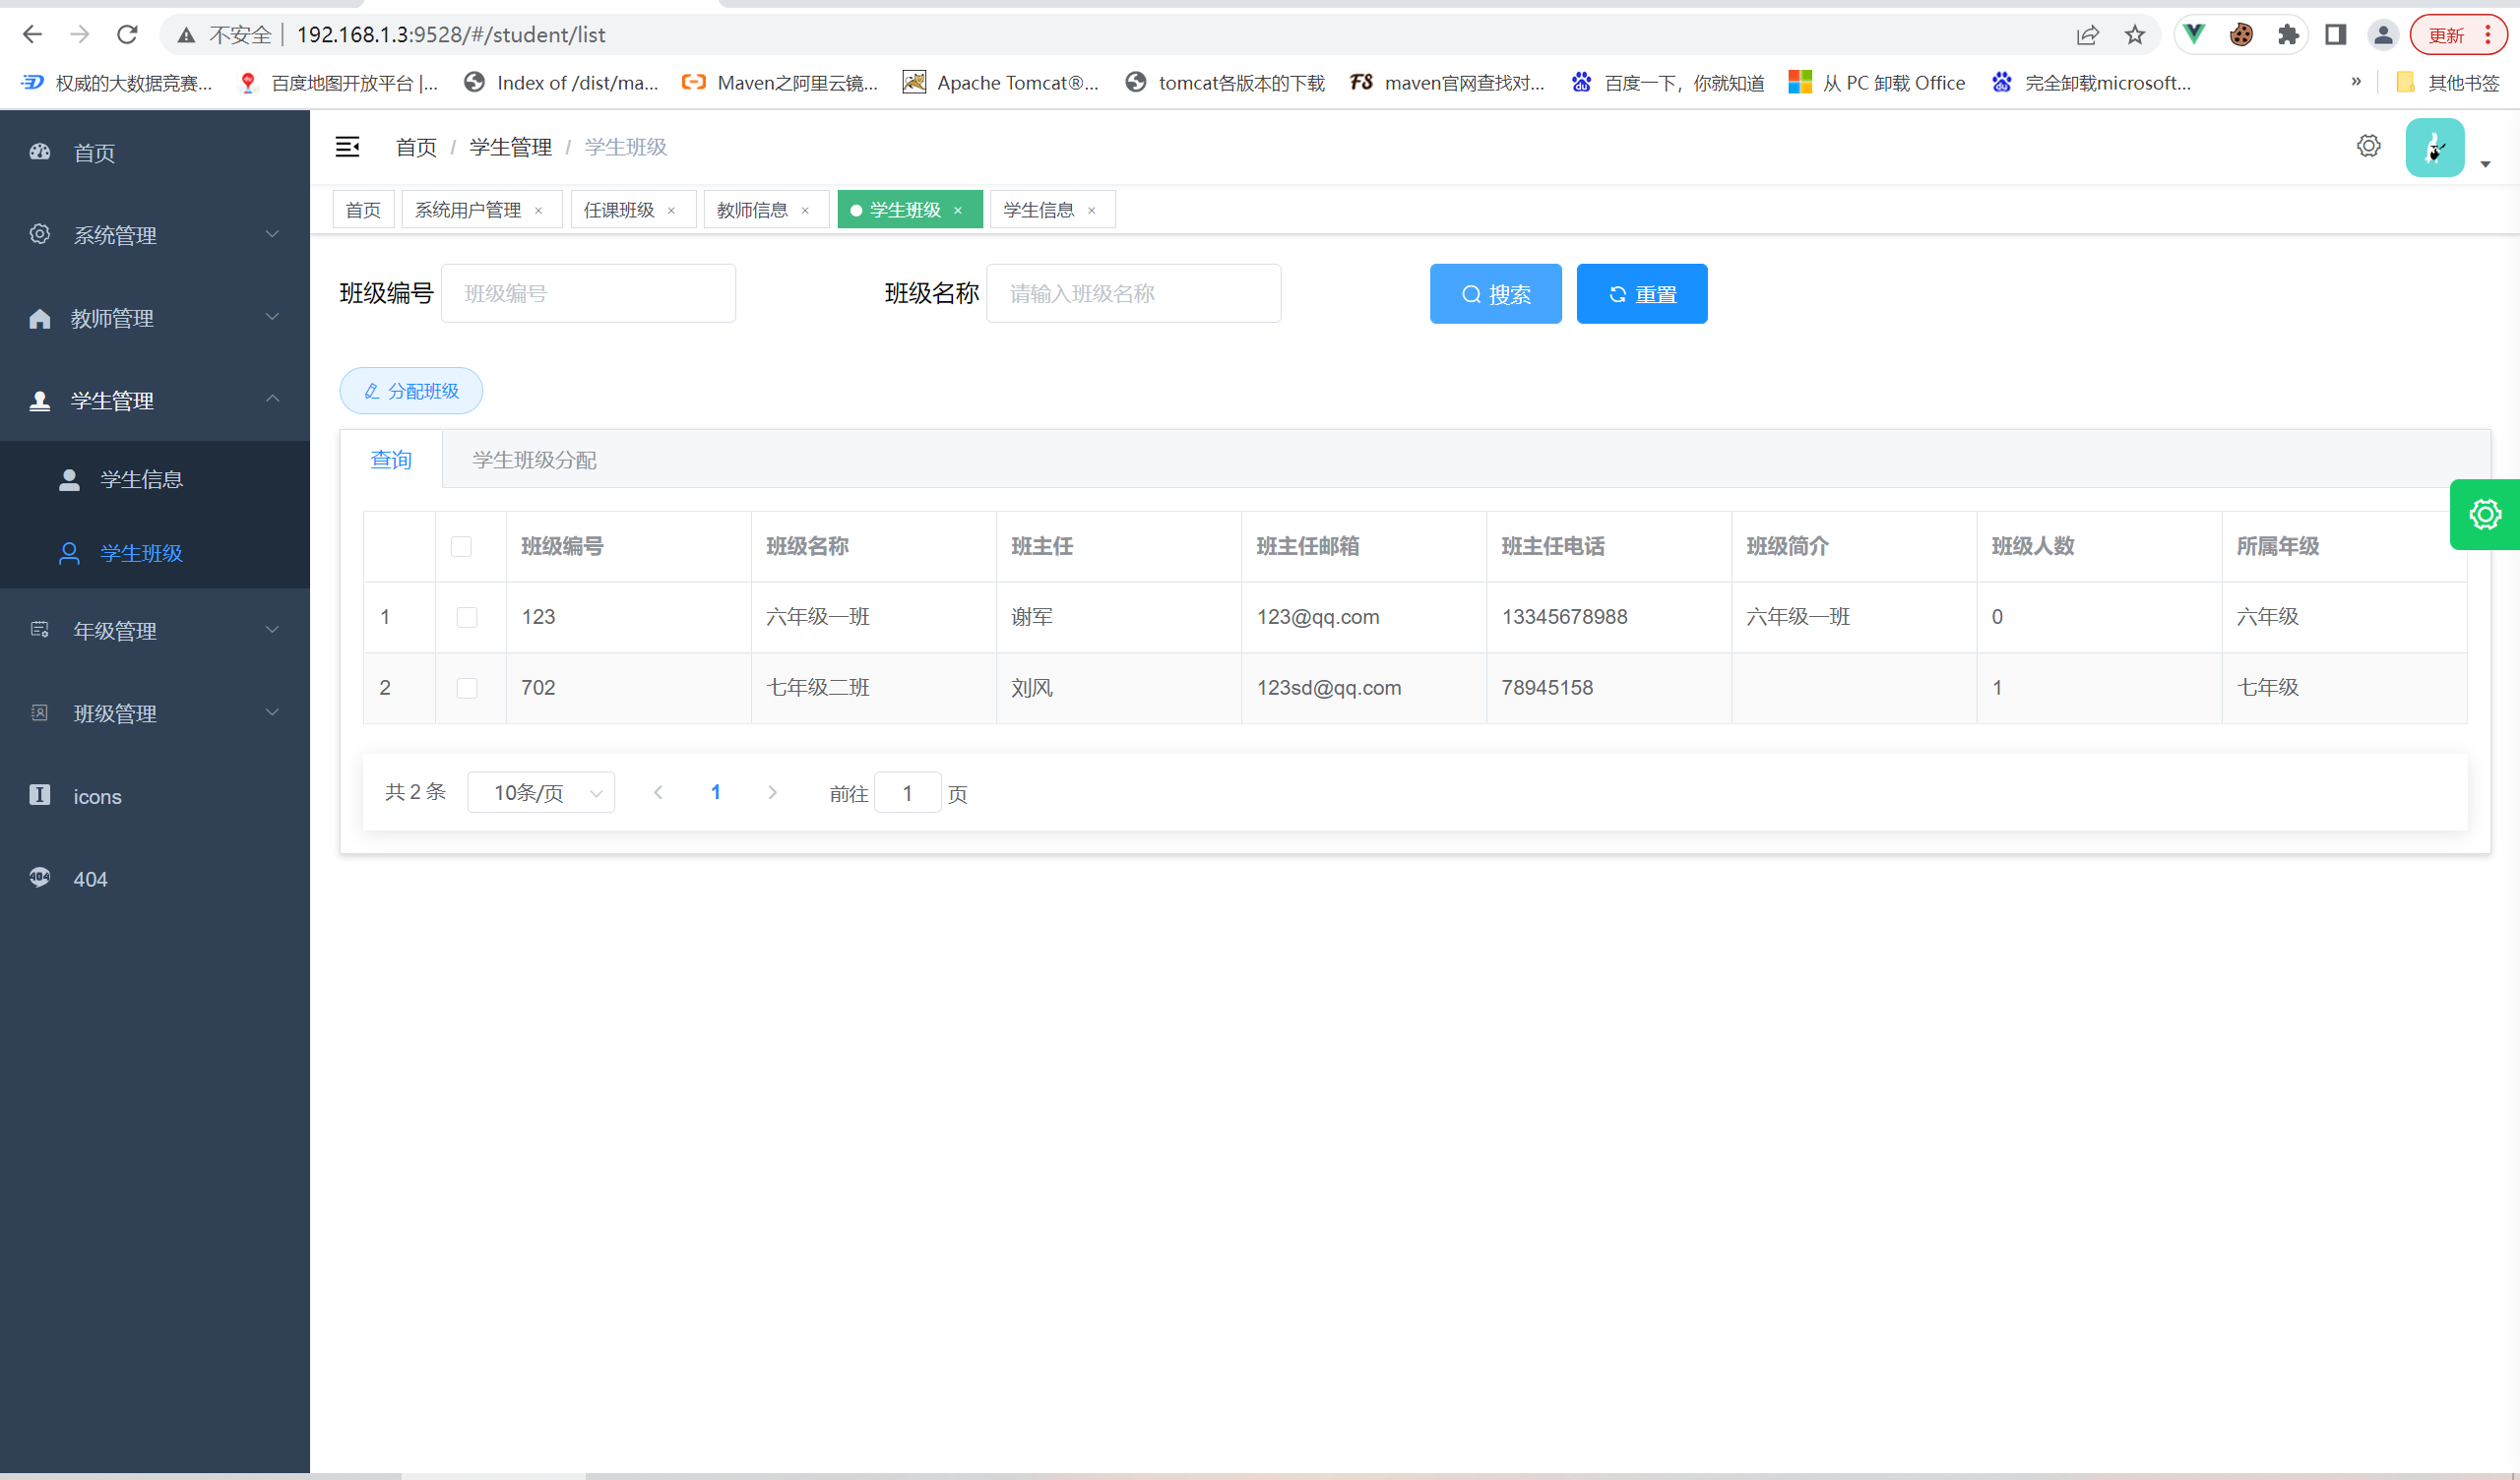 不安全 | 192.168.1.3:9528/#/student/list 更新
权威的大数据竞赛... 百度地图开放平台 |... Index of /dist/ma... Maven之阿里云镜... Apache Tomcat®... tomcat各版本的下载 maven官网查找对... 百度一下，你就知道 从 PC 卸载 Office 完全卸载microsoft... » 其他书签
首页 / 学生管理 / 学生班级
首页 系统用户管理 × 任课班级 × 教师信息 × 学生班级 × 学生信息 ×
首页
系统管理
教师管理
学生管理
学生信息
学生班级
年级管理
班级管理
icons
404
班级编号 班级编号 班级名称 请输入班级名称 搜索 重置
分配班级
查询 学生班级分配
班级编号 班级名称 班主任 班主任邮箱 班主任电话 班级简介 班级人数 所属年级
1 123 六年级一班 谢军 123@qq.com 13345678988 六年级一班 0 六年级
2 702 七年级二班 刘风 123sd@qq.com 78945158 1 七年级
共 2 条 10条/页 1 前往 1 页